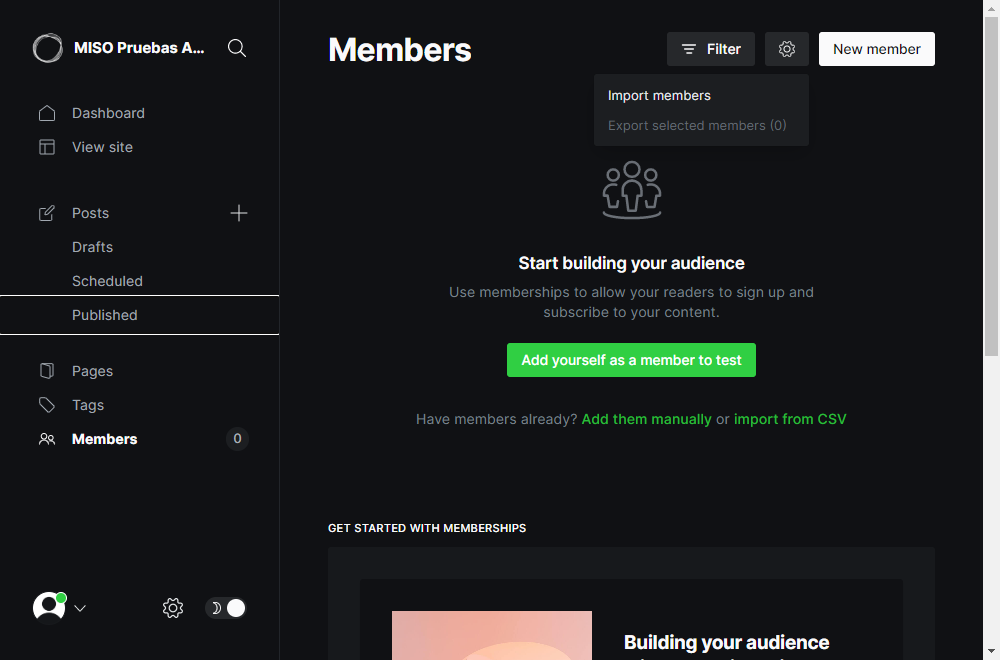 MISO Pruebas A...
Dashboard
View site
Posts
Drafts
Scheduled
Published
Pages
Tags
Members
0
Members
Filter
New member
Import members
Export selected members (0)
Start building your audience
Use memberships to allow your readers to sign up and
subscribe to your content.
Add yourself as a member to test
Have members already? Add them manually or import from CSV
GET STARTED WITH MEMBERSHIPS
Building your audience